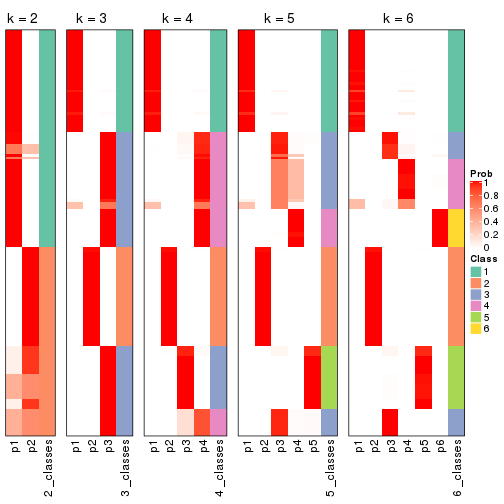 k = 2
k = 3
k = 4
k = 5
k = 6
p1
p2
2_classes
p1
p2
p3
3_classes
p1
p2
p3
p4
4_classes
p1
p2
p3
p4
p5
5_classes
p1
p2
p3
p4
p5
p6
6_classes
Prob
1
0.8
0.6
0.4
0.2
0
Class
1
2
3
4
5
6